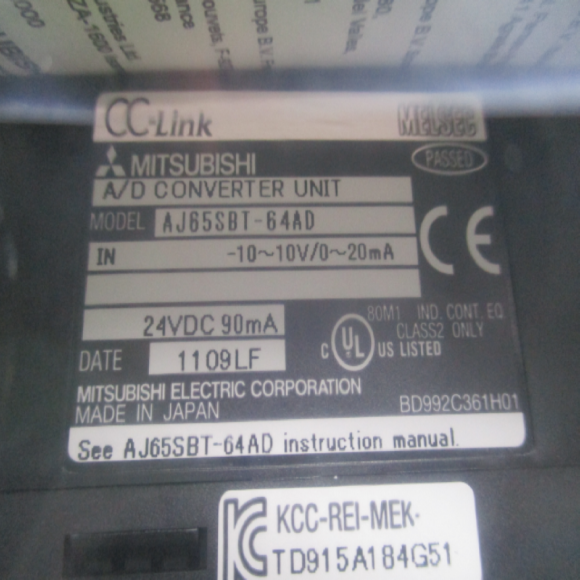 CC-Link MELSEC
MITSUBISHI PASSED
A/D CONVERTER UNIT
MODEL AJ65SBT-64AD
IN -10~10V/0~20mA
CE
24VDC 90mA
80M1 IND. CONT. EQ.
CLASS2 ONLY
C UL US LISTED
DATE 1109LF
MITSUBISHI ELECTRIC CORPORATION
MADE IN JAPAN BD992C361H01
See AJ65SBT-64AD instruction manual.
KCC-REI-MEK-
TD915A184G51